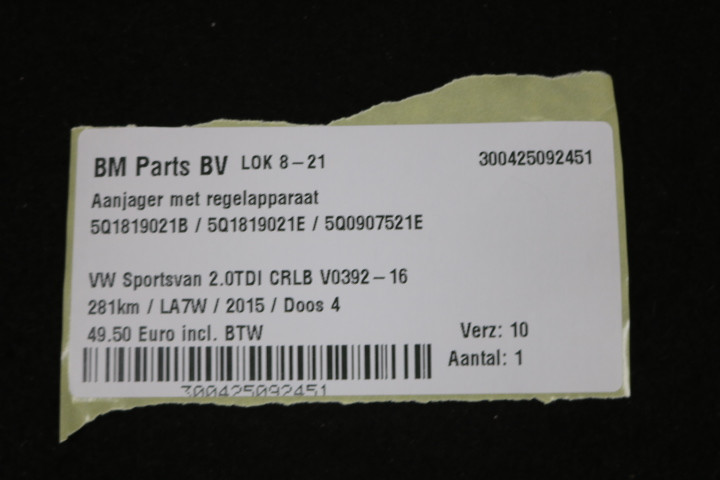 BM Parts BV LOK 8-21 300425092451
Aanjager met regelapparaat
5Q1819021B / 5Q1819021E / 5Q0907521E
VW Sportsvan 2.0TDI CRLB V0392-16
281km / LA7W / 2015 / Doos 4
49.50 Euro incl. BTW Verz: 10
Aantal: 1
300425092451